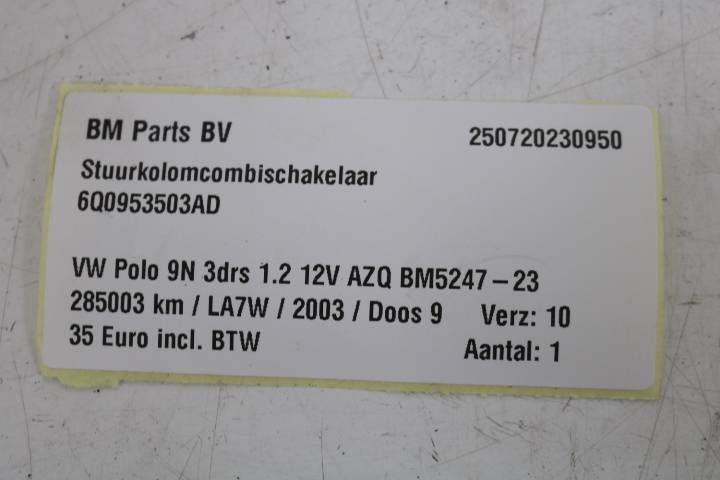 BM Parts BV 250720230950
Stuurkolomcombischakelaar
6Q0953503AD
VW Polo 9N 3drs 1.2 12V AZQ BM5247-23
285003 km / LA7W / 2003 / Doos 9 Verz: 10
35 Euro incl. BTW Aantal: 1